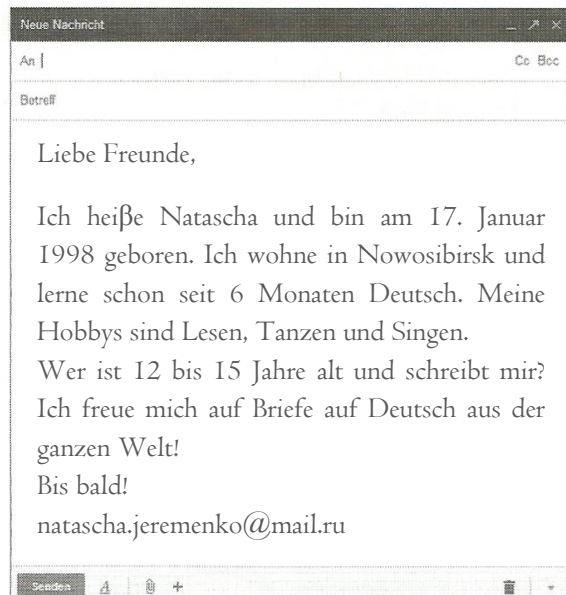 Neue Nachricht
An
Cc Bcc
Betreff
Liebe Freunde,
Ich heiβe Natascha und bin am 17. Januar
1998 geboren. Ich wohne in Nowosibirsk und
lerne schon seit 6 Monaten Deutsch. Meine
Hobbys sind Lesen, Tanzen und Singen.
Wer ist 12 bis 15 Jahre alt und schreibt mir?
Ich freue mich auf Briefe auf Deutsch aus der
ganzen Welt!
Bis bald!
natascha.jeremenko@mail.ru
Senden A